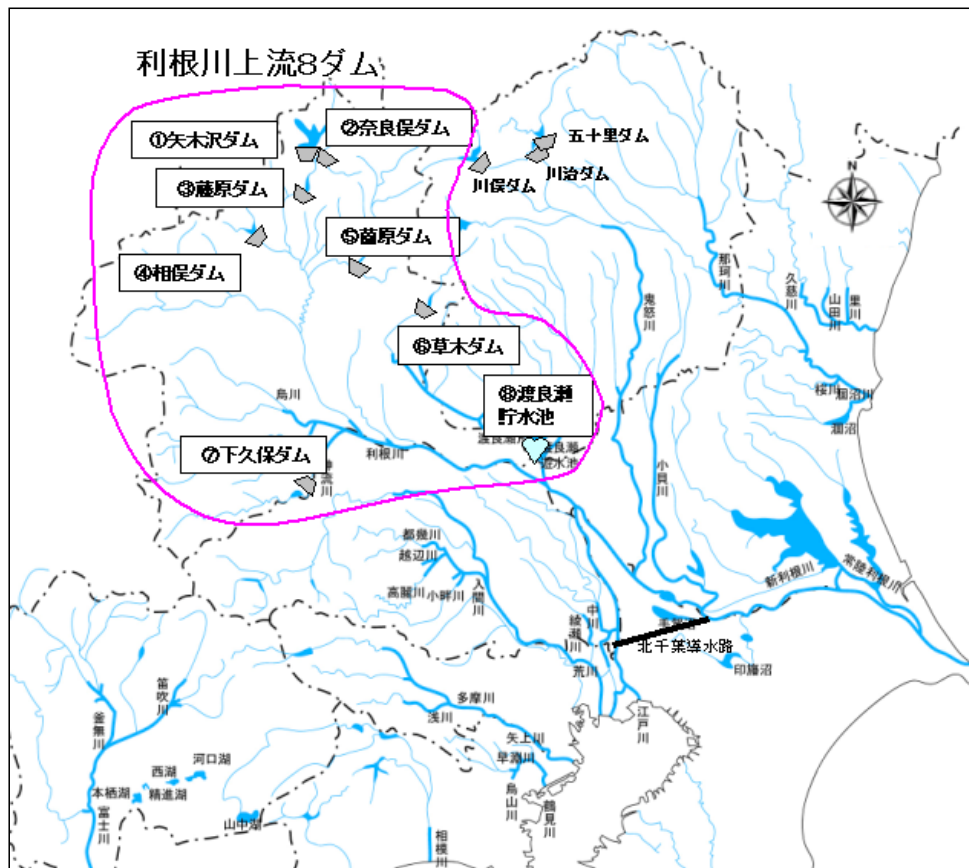 利根川上流8ダム
①矢木沢ダム
②奈良俣ダム
五十里ダム
川俣ダム
川治ダム
③藤原ダム
N
⑤薗原ダム
④相俣ダム
那珂川
久慈川
山田川
里川
鬼怒川
⑥草木ダム
⑧渡良瀬
貯水池
桜川
涸沼川
涸沼
烏川
利根川
遊水池
小貝川
⑦下久保ダム
都幾川
越辺川
高麗川
小畔川
入間川
中川
綾瀬川
荒川
新利根川
常陸利根川
北千葉導水路
印旛沼
江戸川
笛吹川
釜無川
多摩川
浅川
矢上川
早淵川
鳥山川
鶴見川
河口湖
西湖
本栖湖
精進湖
山中湖
富士川
相模川